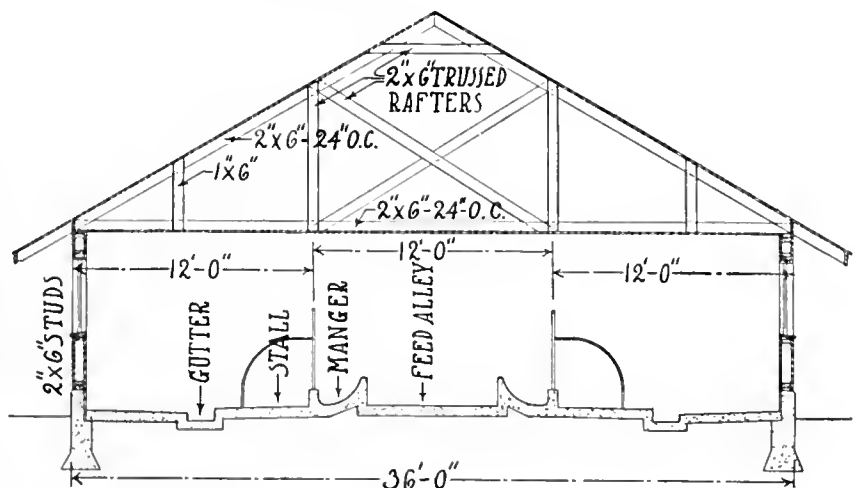 2"x6" TRUSSED
RAFTERS
2"x6"-24"O.C.
1"x6"
2"x6"-24"-O.C.
12'-0"
12'-0"
12'-0"
2"x6" STUDS
GUTTER
STALL
MANGER
FEED ALLEY
36'-0"